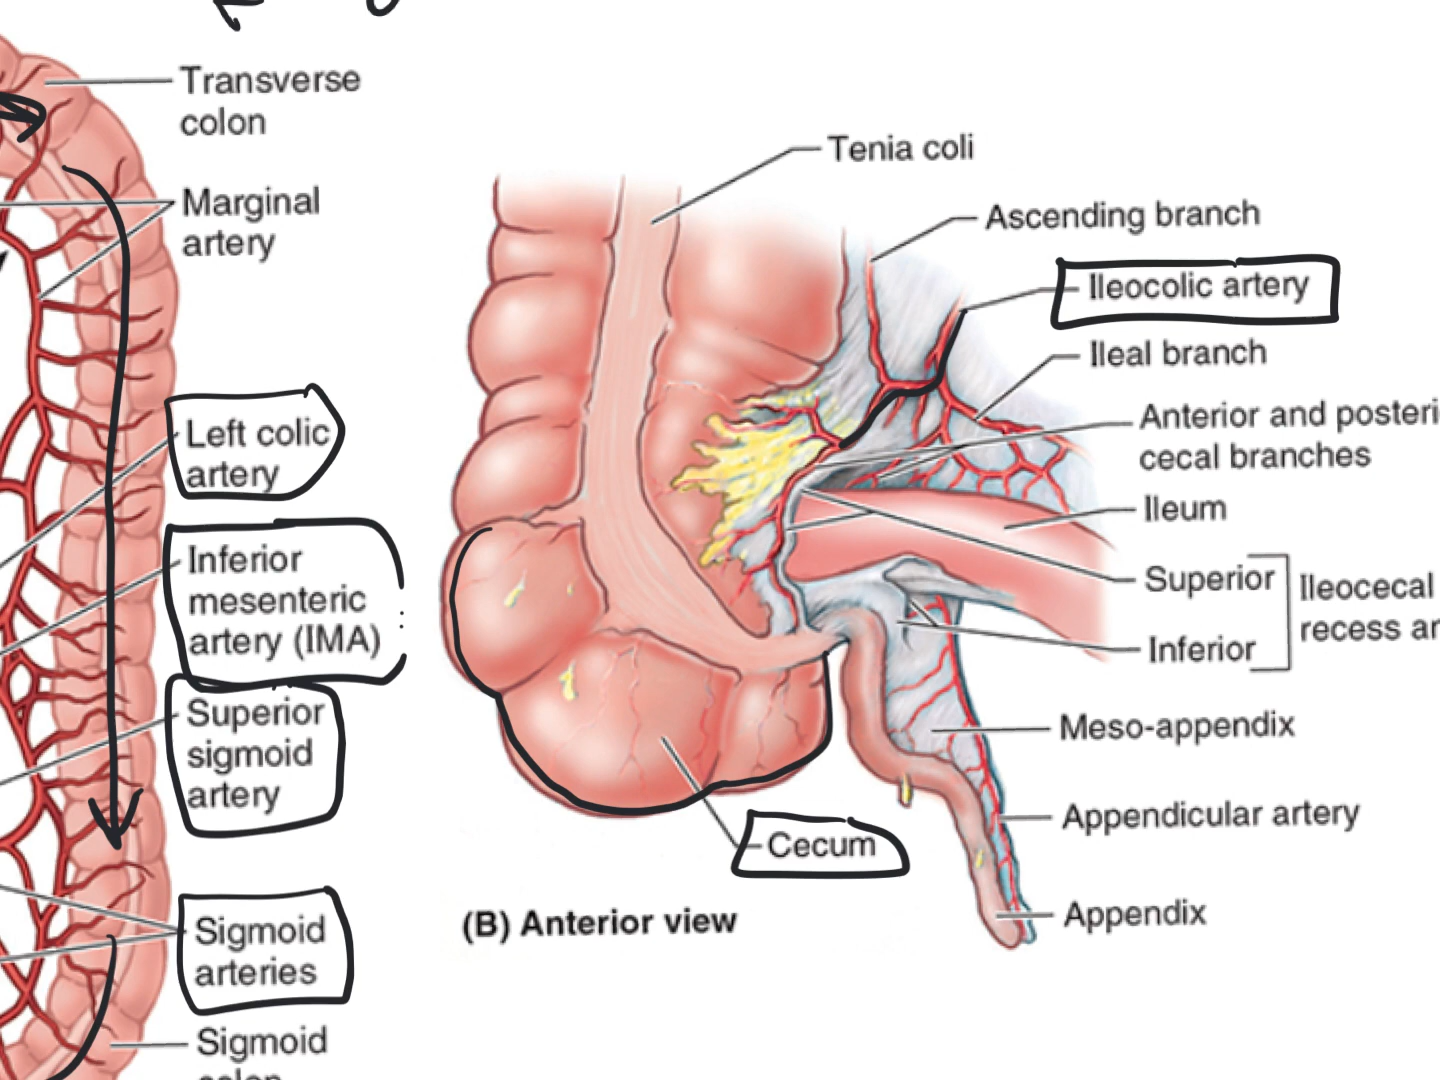 Transverse
colon
Marginal
artery
Left colic
artery
Inferior
mesenteric
artery (IMA)
Superior
sigmoid
artery
Sigmoid
arteries
Sigmoid
colon
Tenia coli
Ascending branch
Ileocolic artery
Ileal branch
Anterior and posteri
cecal branches
Ileum
Superior
Inferior
Ileocecal
recess ar
Meso-appendix
Appendicular artery
Appendix
Cecum
(B) Anterior view